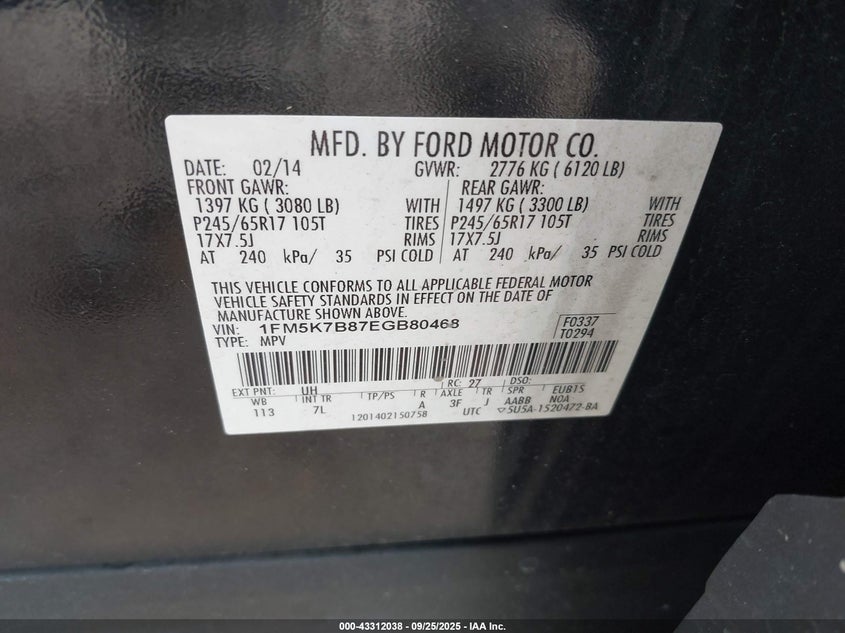 MFD. BY FORD MOTOR CO.
DATE: 02/14 GVWR: 2776 KG ( 6120 LB)
FRONT GAWR: REAR GAWR:
1397 KG ( 3080 LB) WITH 1497 KG ( 3300 LB) WITH
P245/65R17 105T TIRES P245/65R17 105T TIRES
17X7.5J RIMS 17X7.5J RIMS
AT 240 kPa/ 35 PSI COLD AT 240 kPa/ 35 PSI COLD
THIS VEHICLE CONFORMS TO ALL APPLICABLE FEDERAL MOTOR
VEHICLE SAFETY STANDARDS IN EFFECT ON THE DATE OF
MANUFACTURE SHOWN ABOVE.
VIN: 1FM5K7B87EGB80468 F0337
TYPE: MPV T0294
EXT PNT: UH RC: 27 DSO:
WB INT TR TP/PS R AXLE TR SPR EUB1S
113 7L A 3F J AABB NOA
1201402150758 UTC ▽5U5A-1520472-BA
000-43312038 - 09/25/2025 - IAA Inc.